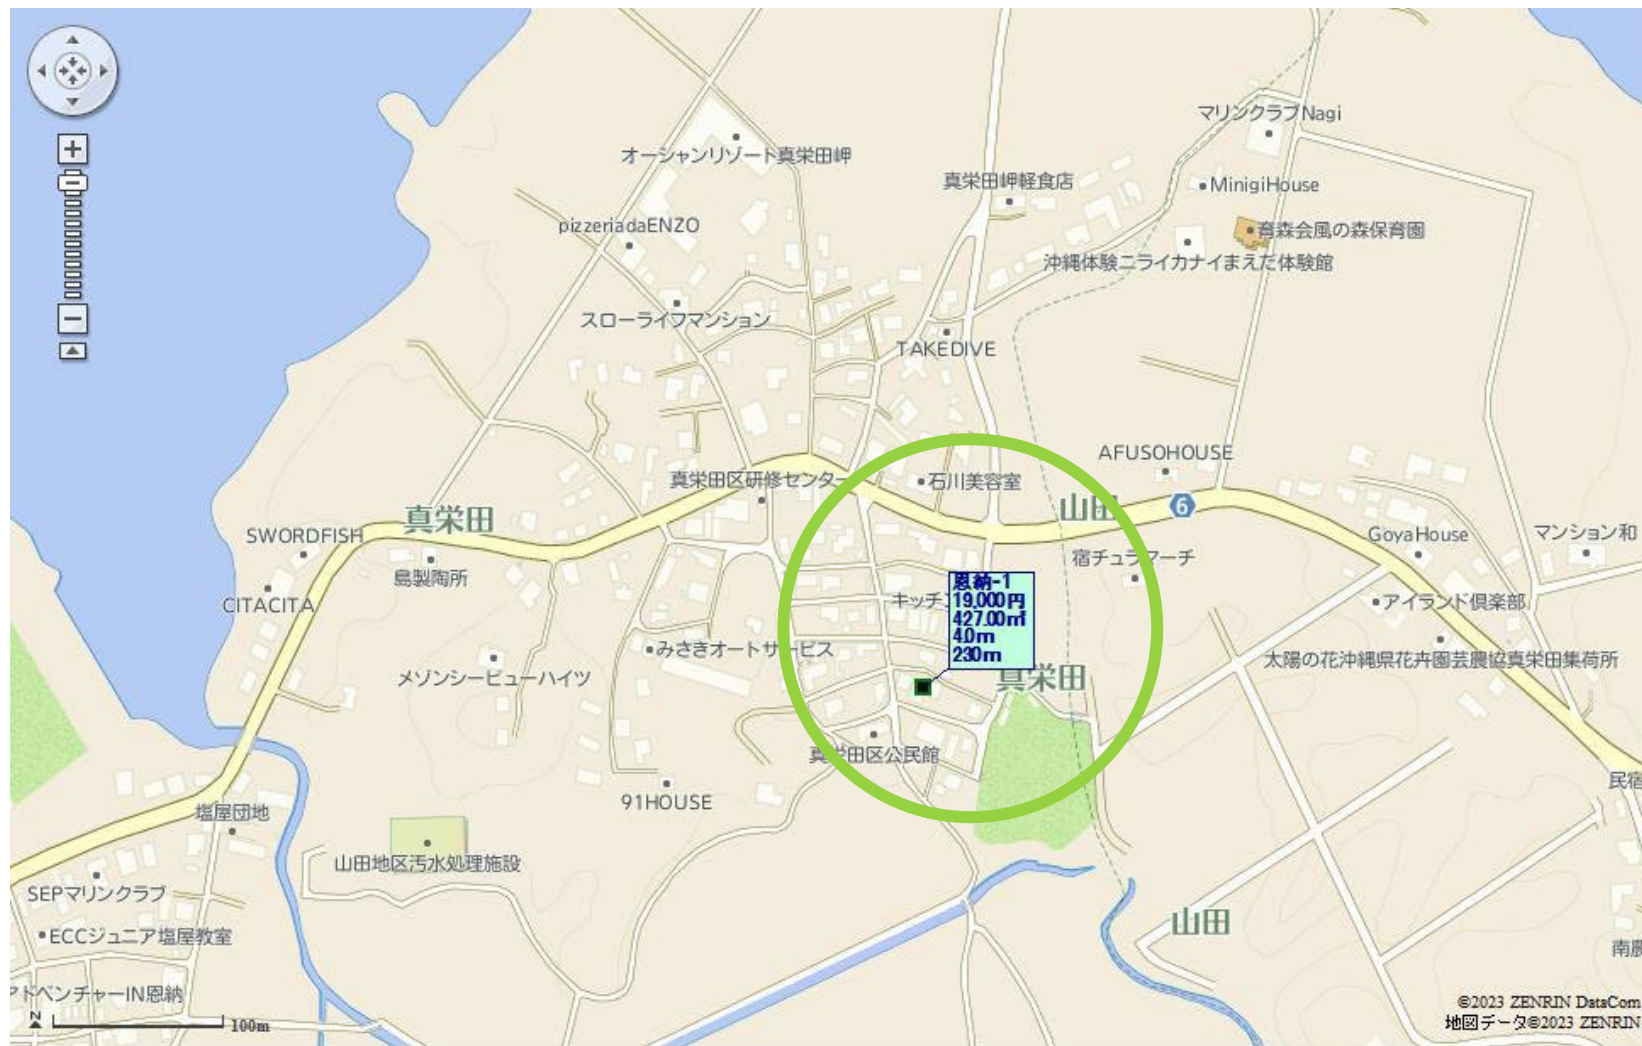 マリンクラブNagi
オーシャンリゾート真栄田岬
真栄田岬軽食店
MinigiHouse
pizzeriadaENZO
育森会風の森保育園
沖縄体験ニライカナイまえだ体験館
スローライフマンション
TAKEDIVE
AFUSOHOUSE
真栄田区研修センター
石川美容室
山田
6
真栄田
SWORDFISH
GoyaHouse
マンション和
島製陶所
宿チュラマーチ
恩納-1
19,000円
427.00㎡
4.0m
230m
キッチ
CITACITA
アイランド倶楽部
みさきオートサービス
太陽の花沖縄県花卉園芸農協真栄田集荷所
メゾンシービューハイツ
真栄田
真栄田区公民館
民宿
91HOUSE
塩屋団地
山田地区汚水処理施設
SEPマリンクラブ
山田
ECCジュニア塩屋教室
南農
アドベンチャーIN恩納
N
100m
©2023 ZENRIN DataCom
地図データ©2023 ZENRIN